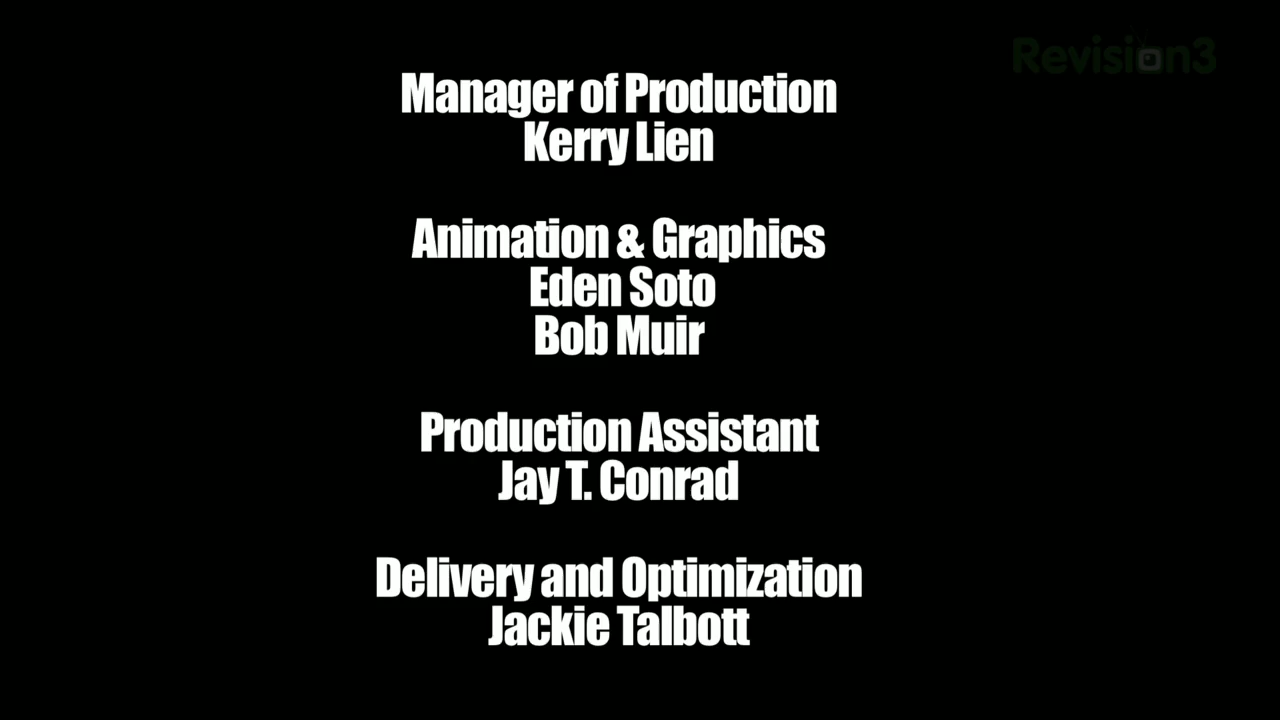 Revision3
Manager of Production
Kerry Lien
Animation & Graphics
Eden Soto
Bob Muir
Production Assistant
Jay T. Conrad
Delivery and Optimization
Jackie Talbott